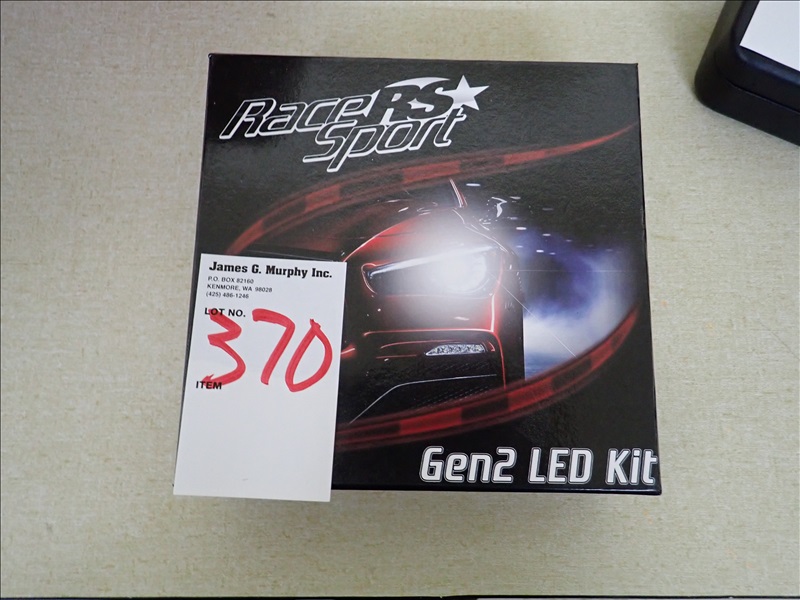 Race RS
Sport
James G. Murphy Inc.
P.O. BOX 82160
KENMORE, WA 98028
(425) 486-1246
LOT NO.
370
ITEM
Gen2 LED Kit